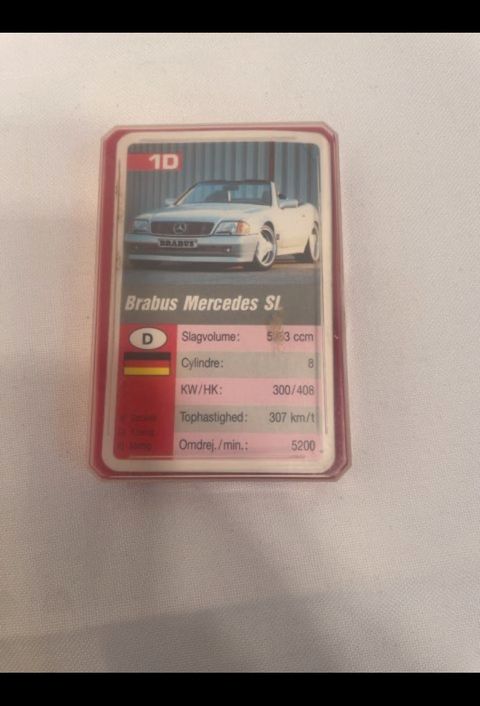 1D
BRABUS
Brabus Mercedes SL
D
Slagvolume: ccm
Cylindre: 8
KW/HK: 300/408
Tophastighed: 307 km/t
Omdrej./min.: 5200